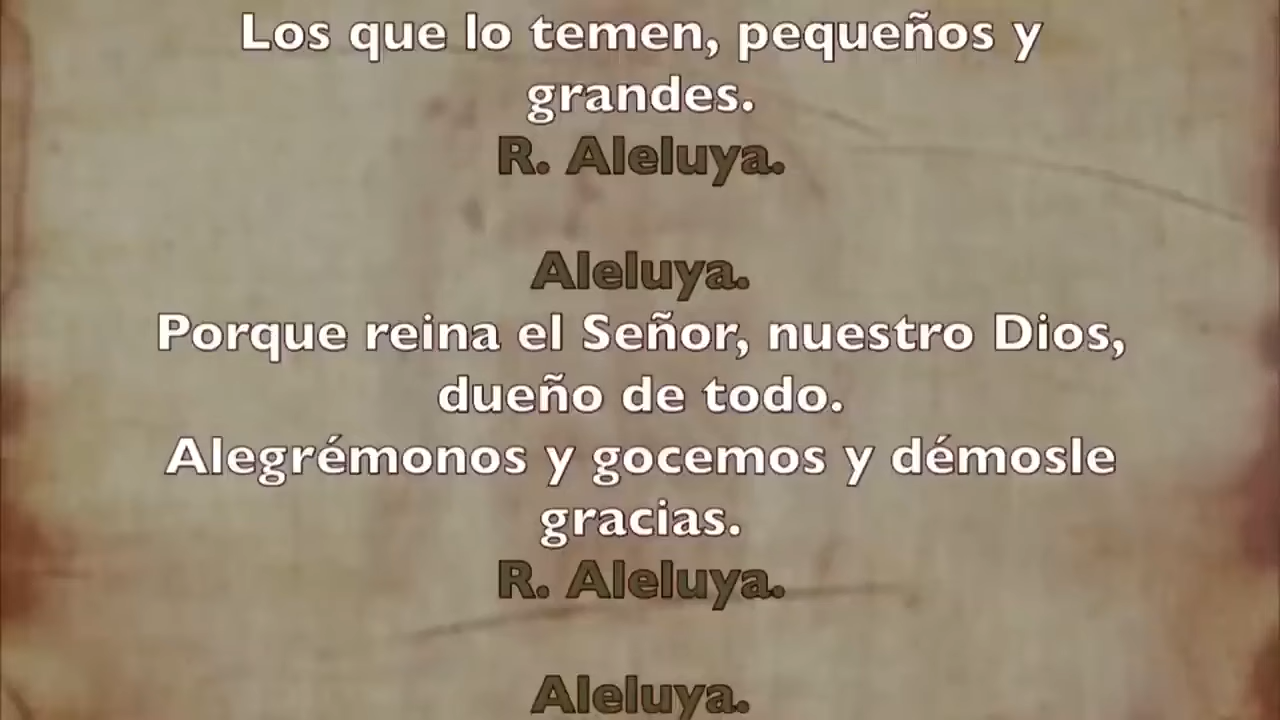 Los que lo temen, pequeños y
grandes.
R. Aleluya.
Aleluya.
Porque reina el Señor, nuestro Dios,
dueño de todo.
Alegrémonos y gocemos y démosle
gracias.
R. Aleluya.
Aleluya.